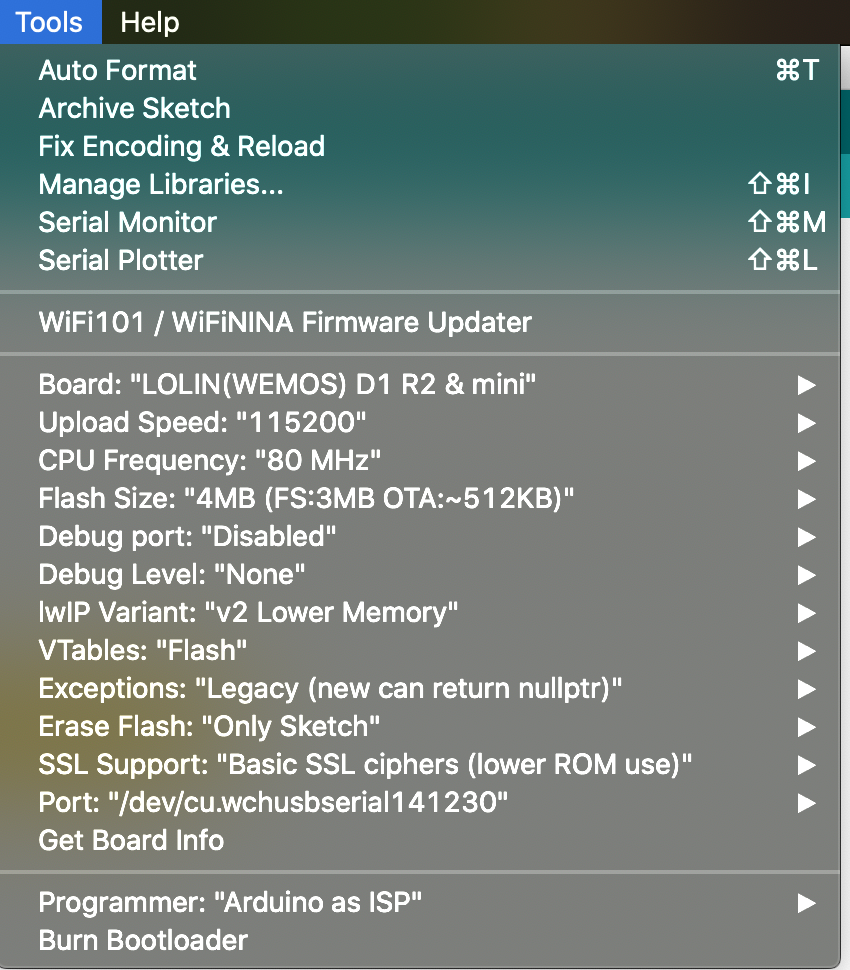 Tools Help
Auto Format ⌘T
Archive Sketch
Fix Encoding & Reload
Manage Libraries... ⇧⌘I
Serial Monitor ⇧⌘M
Serial Plotter ⇧⌘L
WiFi101 / WiFiNINA Firmware Updater
Board: "LOLIN(WEMOS) D1 R2 & mini"
Upload Speed: "115200"
CPU Frequency: "80 MHz"
Flash Size: "4MB (FS:3MB OTA:~512KB)"
Debug port: "Disabled"
Debug Level: "None"
lwIP Variant: "v2 Lower Memory"
VTables: "Flash"
Exceptions: "Legacy (new can return nullptr)"
Erase Flash: "Only Sketch"
SSL Support: "Basic SSL ciphers (lower ROM use)"
Port: "/dev/cu.wchusbserial141230"
Get Board Info
Programmer: "Arduino as ISP"
Burn Bootloader